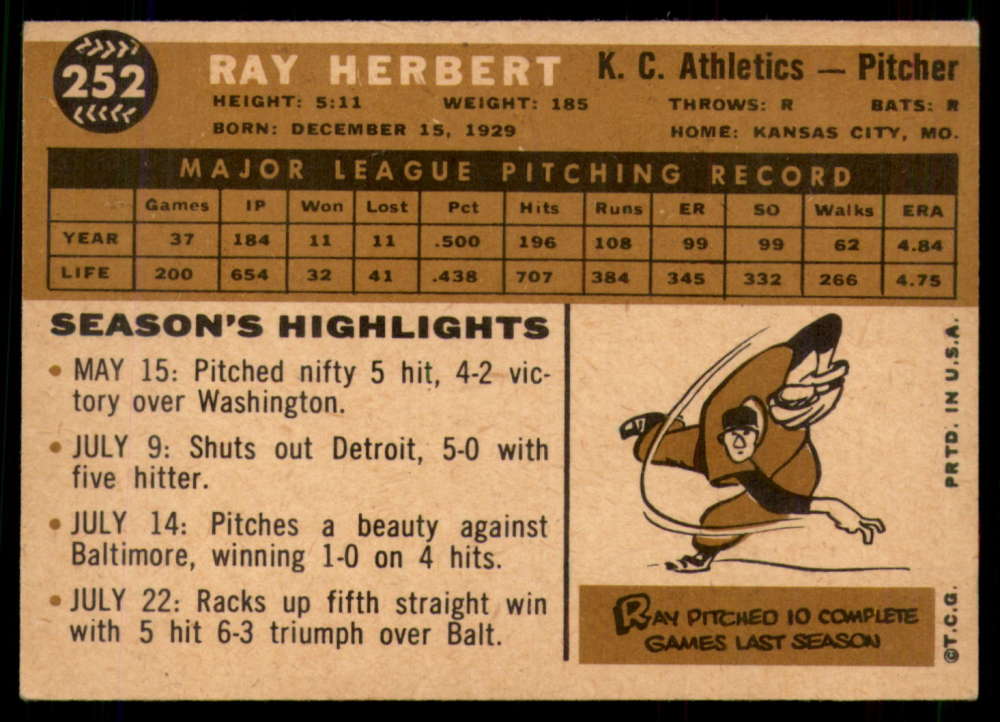 252
RAY HERBERT K. C. Athletics — Pitcher
HEIGHT: 5:11 WEIGHT: 185 THROWS: R BATS: R
BORN: DECEMBER 15, 1929 HOME: KANSAS CITY, MO.
MAJOR LEAGUE PITCHING RECORD
Games IP Won Lost Pct Hits Runs ER SO Walks ERA
YEAR 37 184 11 11 .500 196 108 99 99 62 4.84
LIFE 200 654 32 41 .438 707 384 345 332 266 4.75
SEASON'S HIGHLIGHTS
• MAY 15: Pitched nifty 5 hit, 4-2 vic-
tory over Washington.
• JULY 9: Shuts out Detroit, 5-0 with
five hitter.
• JULY 14: Pitches a beauty against
Baltimore, winning 1-0 on 4 hits.
• JULY 22: Racks up fifth straight win
with 5 hit 6-3 triumph over Balt.
RAY PITCHED 10 COMPLETE
GAMES LAST SEASON
©T.C.G. PRTD. IN U.S.A.